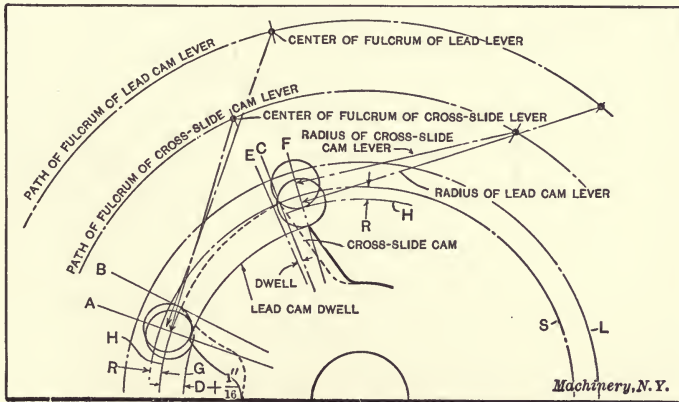 PATH OF FULCRUM OF LEAD CAM LEVER
CENTER OF FULCRUM OF LEAD LEVER
PATH OF FULCRUM OF CROSS-SLIDE CAM LEVER
CENTER OF FULCRUM OF CROSS-SLIDE LEVER
RADIUS OF CROSS-SLIDE
CAM LEVER
E C F
RADIUS OF LEAD CAM LEVER
R H
CROSS-SLIDE CAM
DWELL
LEAD CAM DWELL
B
A
S L
H
R G
D + 1/16"
Machinery, N.Y.